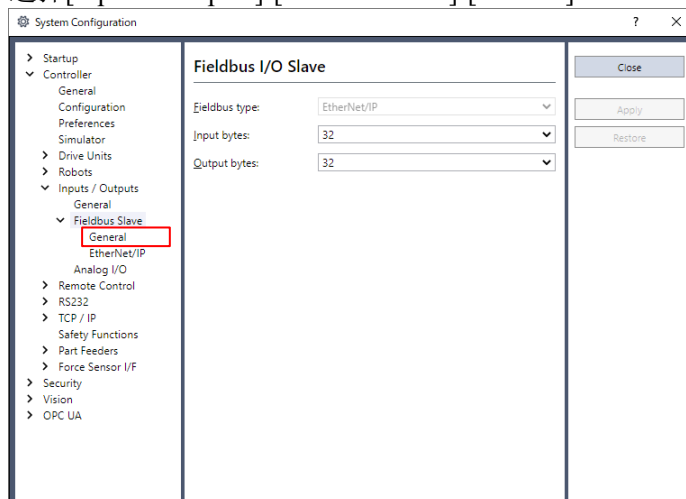 System Configuration
?
×
Startup
Controller
General
Configuration
Preferences
Simulator
Drive Units
Robots
Inputs / Outputs
General
Fieldbus Slave
General
EtherNet/IP
Analog I/O
Remote Control
RS232
TCP / IP
Safety Functions
Part Feeders
Force Sensor I/F
Security
Vision
OPC UA
Fieldbus I/O Slave
Fieldbus type:
EtherNet/IP
Input bytes:
32
Output bytes:
32
Close
Apply
Restore